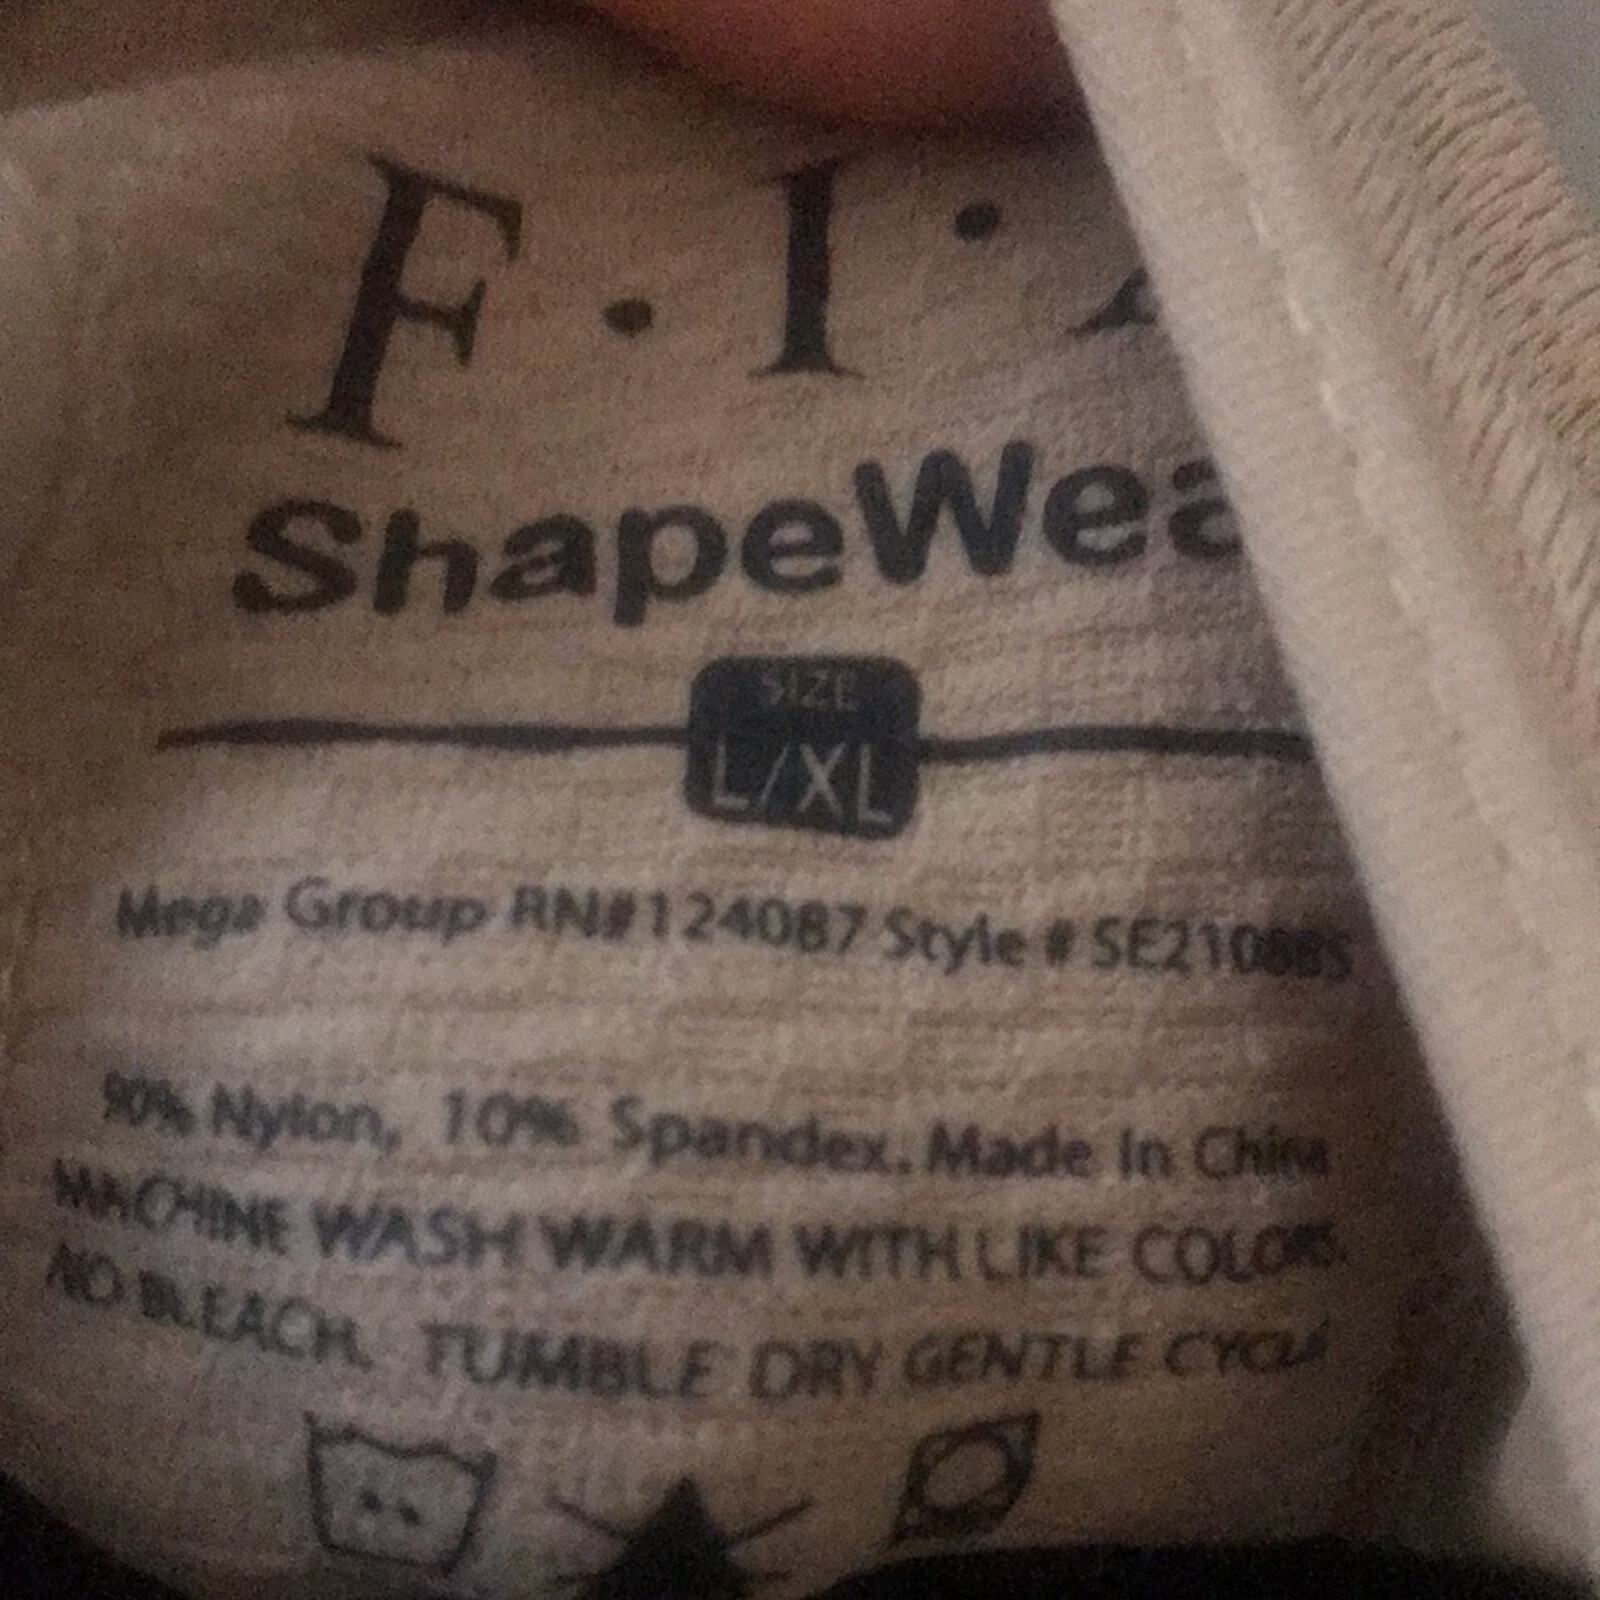 F · I ·
ShapeWea
SIZE
L/XL
Mega Group RN#124087 Style #
90% Nylon, 10% Spandex. Made In China
MACHINE WASH WARM WITH LIKE COLORS.
NO BLEACH. TUMBLE DRY GENTLE CYCLE